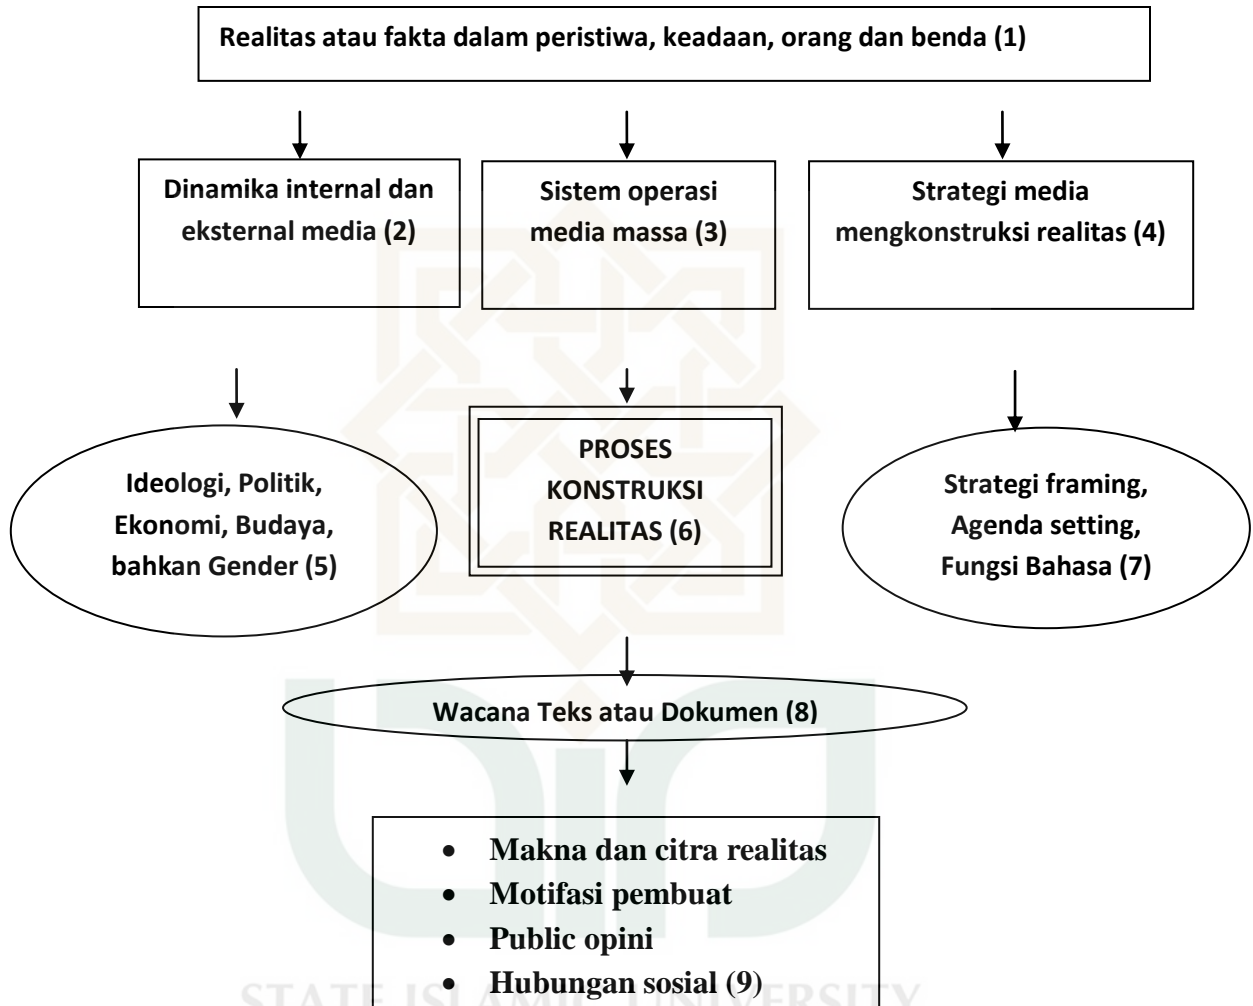 Realitas atau fakta dalam peristiwa, keadaan, orang dan benda (1)
Dinamika internal dan
eksternal media (2)
Sistem operasi
media massa (3)
Strategi media
mengkonstruksi realitas (4)
Ideologi, Politik,
Ekonomi, Budaya,
bahkan Gender (5)
PROSES
KONSTRUKSI
REALITAS (6)
Strategi framing,
Agenda setting,
Fungsi Bahasa (7)
Wacana Teks atau Dokumen (8)
• Makna dan citra realitas
• Motifasi pembuat
• Public opini
• Hubungan sosial (9)
STATE ISLAMIC UNIVERSITY